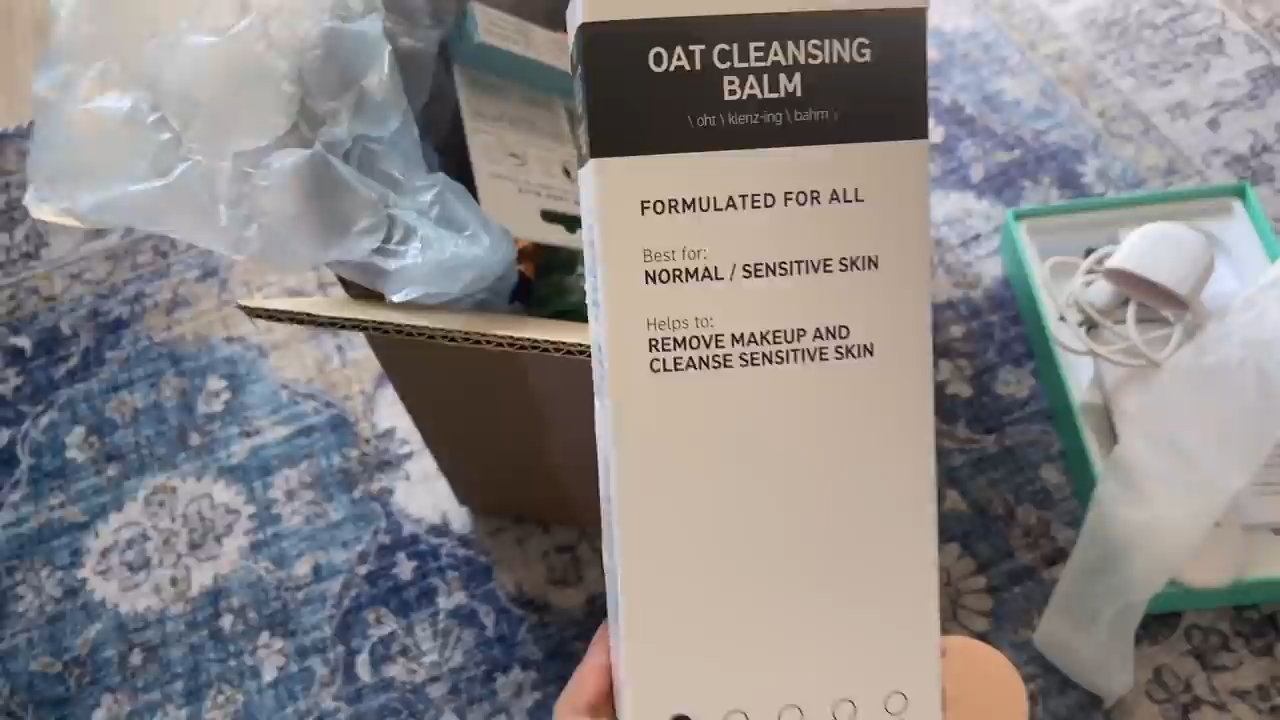 OAT CLEANSING
BALM
\ oht \ klenz-ing \ bahm \
FORMULATED FOR ALL
Best for:
NORMAL / SENSITIVE SKIN
Helps to:
REMOVE MAKEUP AND
CLEANSE SENSITIVE SKIN